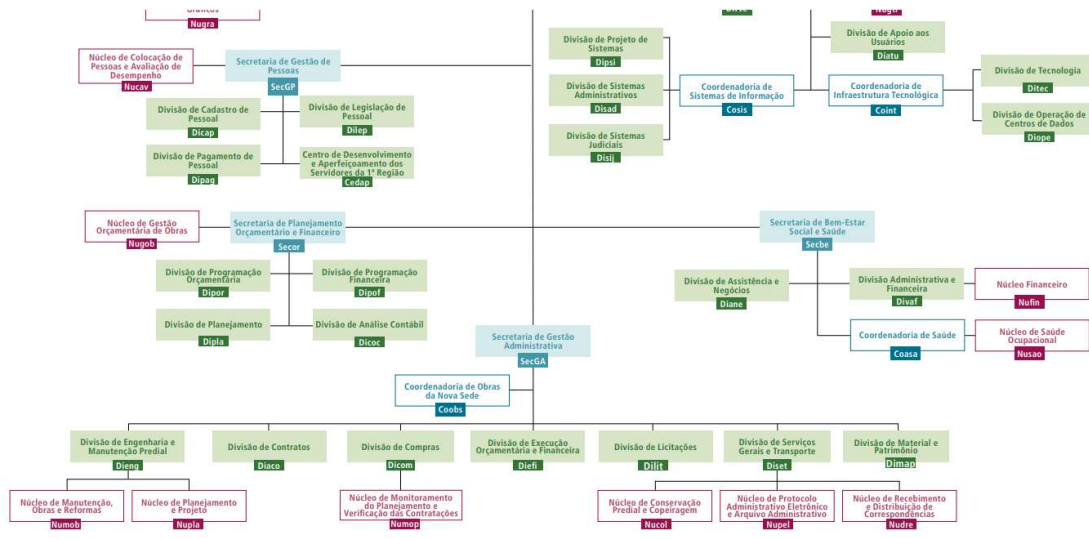 Gráficos
Nugra
Núcleo de Colocação de
Pessoas e Avaliação de
Desempenho
Nucav
Secretaria de Gestão de
Pessoas
SecGP
Divisão de Cadastro de
Pessoal
Dicap
Divisão de Legislação de
Pessoal
Dilep
Divisão de Pagamento de
Pessoal
Dipag
Centro de Desenvolvimento
e Aperfeiçoamento dos
Servidores da 1ª Região
Cedap
Divisão de Projeto de
Sistemas
Dipsi
Divisão de Sistemas
Administrativos
Disad
Divisão de Sistemas
Judiciais
Disij
Coordenadoria de
Sistemas de Informação
Cosis
Divisão de Apoio aos
Usuários
Diatu
Coordenadoria de
Infraestrutura Tecnológica
Coint
Divisão de Tecnologia
Ditec
Divisão de Operação de
Centros de Dados
Diope
Núcleo de Gestão
Orçamentária de Obras
Nugob
Secretaria de Planejamento
Orçamentário e Financeiro
Secor
Divisão de Programação
Orçamentária
Dipor
Divisão de Programação
Financeira
Dipof
Divisão de Planejamento
Dipla
Divisão de Análise Contábil
Dicoc
Secretaria de Bem-Estar
Social e Saúde
Secbe
Divisão de Assistência e
Negócios
Diane
Divisão Administrativa e
Financeira
Divaf
Núcleo Financeiro
Nufin
Coordenadoria de Saúde
Coasa
Núcleo de Saúde
Ocupacional
Nusao
Secretaria de Gestão
Administrativa
SecGA
Coordenadoria de Obras
da Nova Sede
Coobs
Divisão de Engenharia e
Manutenção Predial
Dieng
Divisão de Contratos
Diaco
Divisão de Compras
Dicom
Divisão de Execução
Orçamentária e Financeira
Diefi
Divisão de Licitações
Dilit
Divisão de Serviços
Gerais e Transporte
Diset
Divisão de Material e
Patrimônio
Dimap
Núcleo de Manutenção,
Obras e Reformas
Numob
Núcleo de Planejamento
e Projeto
Nupla
Núcleo de Monitoramento
do Planejamento e
Verificação das Contratações
Numop
Núcleo de Conservação
Predial e Copeiragem
Nucol
Núcleo de Protocolo
Administrativo Eletrônico
e Arquivo Administrativo
Nupel
Núcleo de Recebimento
e Distribuição de
Correspondências
Nudre